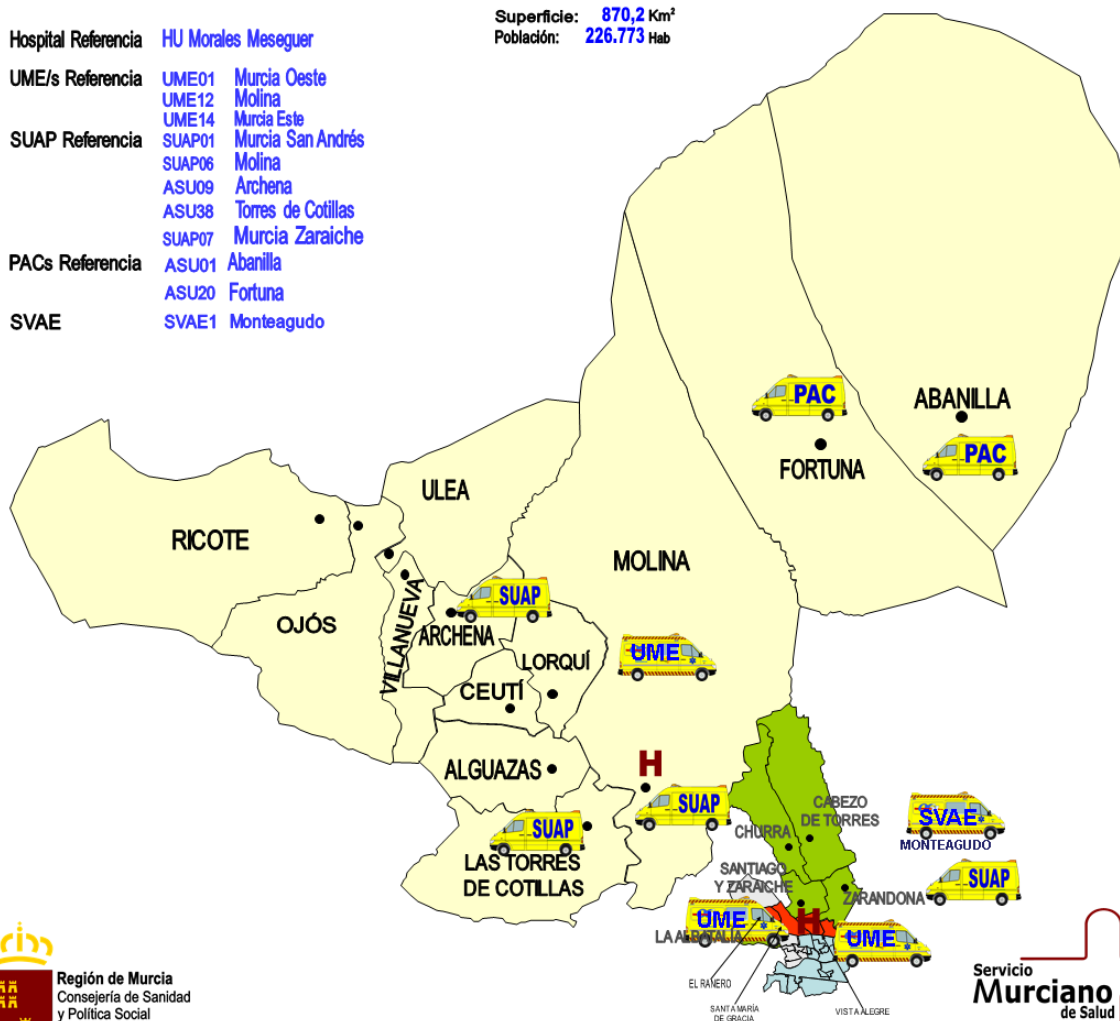 Superficie: 870,2 Km²
Población: 226.773 Hab
Hospital Referencia HU Morales Meseguer
UME/s Referencia UME01 Murcia Oeste
UME12 Molina
UME14 Murcia Este
SUAP Referencia SUAP01 Murcia San Andrés
SUAP06 Molina
ASU09 Archena
ASU38 Torres de Cotillas
SUAP07 Murcia Zaraiche
PACs Referencia ASU01 Abanilla
ASU20 Fortuna
SVAE SVAE1 Monteagudo
PAC
ABANILLA
PAC
FORTUNA
ULEA
RICOTE
MOLINA
SUAP
OJÓS
VILLANUEVA
ARCHENA
UME
LORQUÍ
CEUTÍ
ALGUAZAS
H
SUAP
SUAP
LAS TORRES
DE COTILLAS
CABEZO
DE TORRES
CHURRA
SVAE
MONTEAGUDO
SANTIAGO
Y ZARAICHE
ZARANDONA
SUAP
UME
H
UME
LA ALBATALÍA
EL RANERO
SANTA MARÍA
DE GRACIA
VISTA ALEGRE
Región de Murcia
Consejería de Sanidad
y Política Social
Servicio
Murciano
de Salud